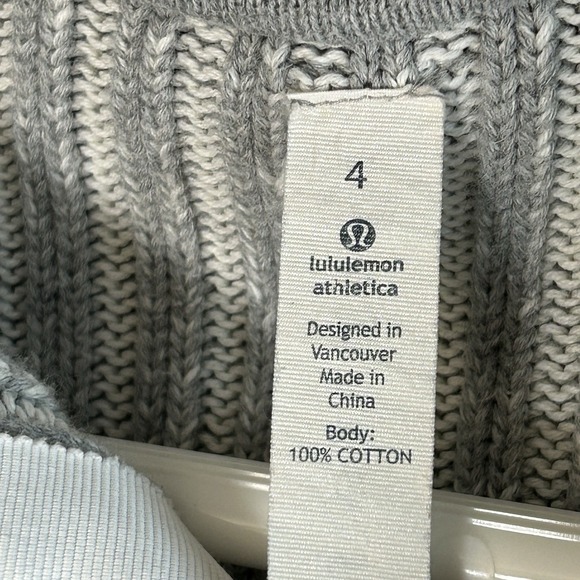 4
lululemon
athletica
Designed in
Vancouver
Made in
China
Body:
100% COTTON